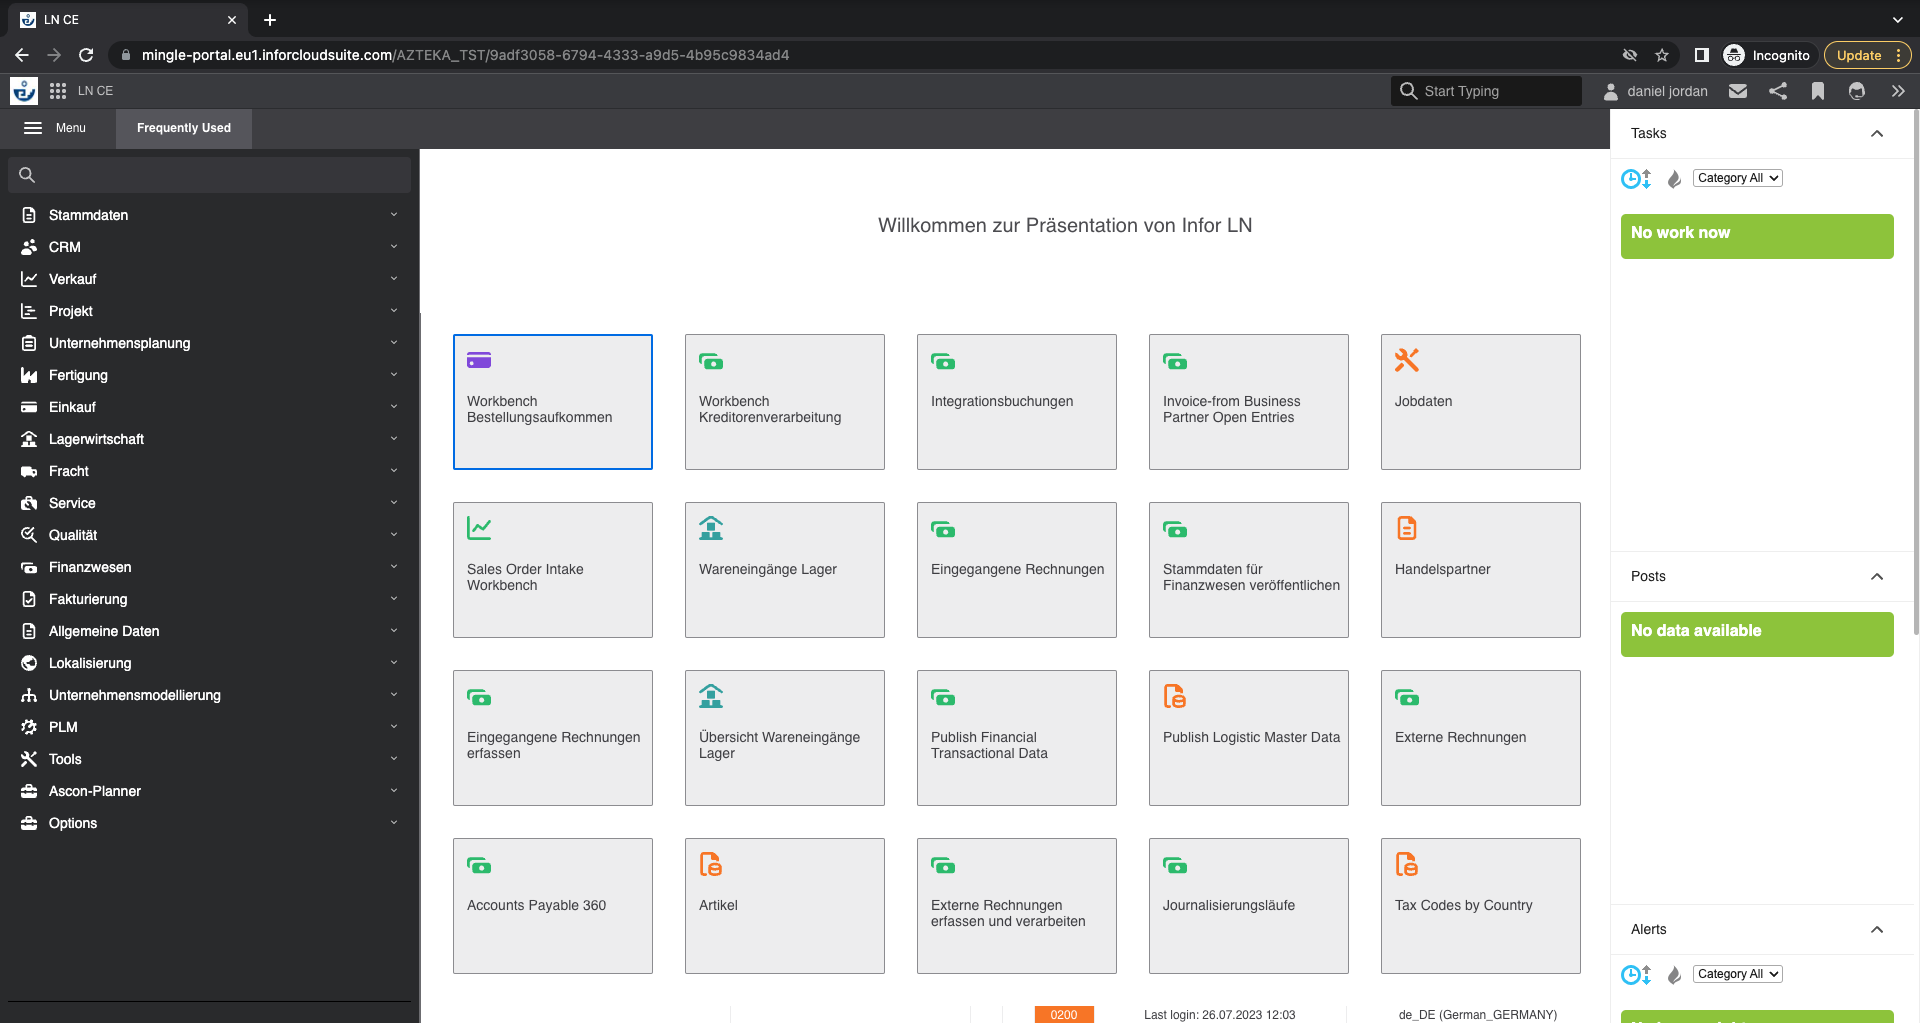 LN CE
mingle-portal.eu1.inforcloudsuite.com/AZTEKA_TST/9adf3058-6794-4333-a9d5-4b95c9834ad4
Incognito
Update
LN CE
Start Typing
daniel jordan
Menu
Frequently Used
Stammdaten
CRM
Verkauf
Projekt
Unternehmensplanung
Fertigung
Einkauf
Lagerwirtschaft
Fracht
Service
Qualität
Finanzwesen
Fakturierung
Allgemeine Daten
Lokalisierung
Unternehmensmodellierung
PLM
Tools
Ascon-Planner
Options
Willkommen zur Präsentation von Infor LN
Workbench
Bestellungsaufkommen
Workbench
Kreditorenverarbeitung
Integrationsbuchungen
Invoice-from Business
Partner Open Entries
Jobdaten
Sales Order Intake
Workbench
Wareneingänge Lager
Eingegangene Rechnungen
Stammdaten für
Finanzwesen veröffentlichen
Handelspartner
Eingegangene Rechnungen
erfassen
Übersicht Wareneingänge
Lager
Publish Financial
Transactional Data
Publish Logistic Master Data
Externe Rechnungen
Accounts Payable 360
Artikel
Externe Rechnungen
erfassen und verarbeiten
Journalisierungsläufe
Tax Codes by Country
0200
Last login: 26.07.2023 12:03
de_DE (German_GERMANY)
Tasks
Category All
No work now
Posts
No data available
Alerts
Category All